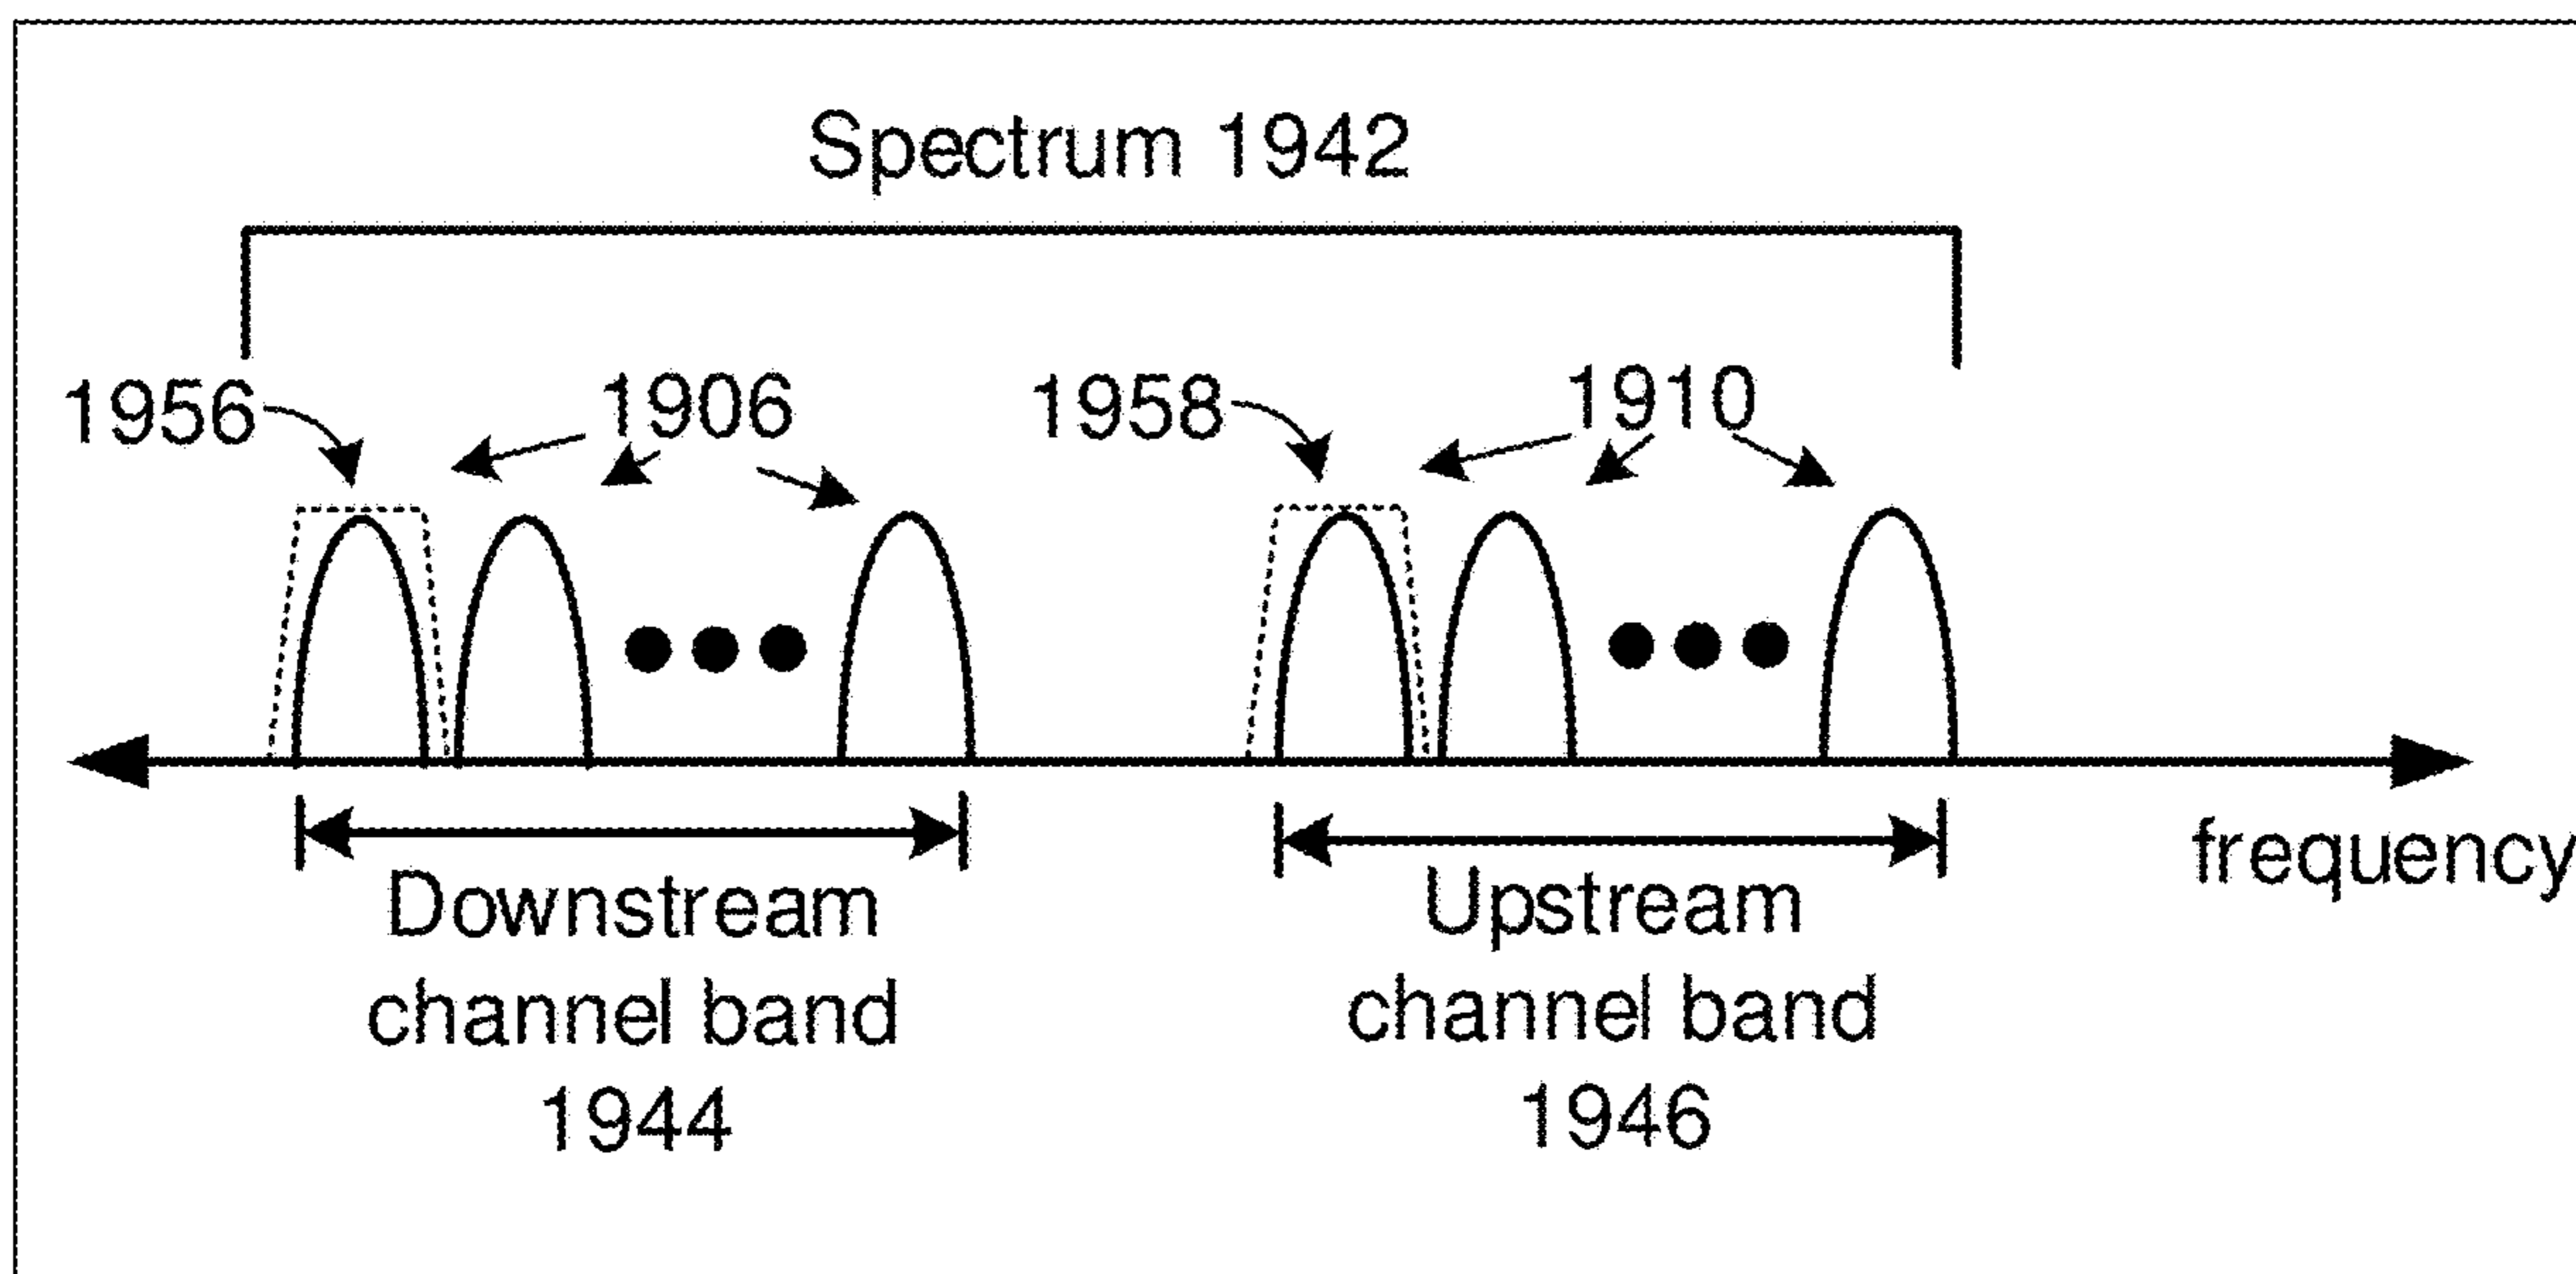 Spectrum 1942
1956
1906
1958
1910
frequency
Downstream
channel band
1944
Upstream
channel band
1946